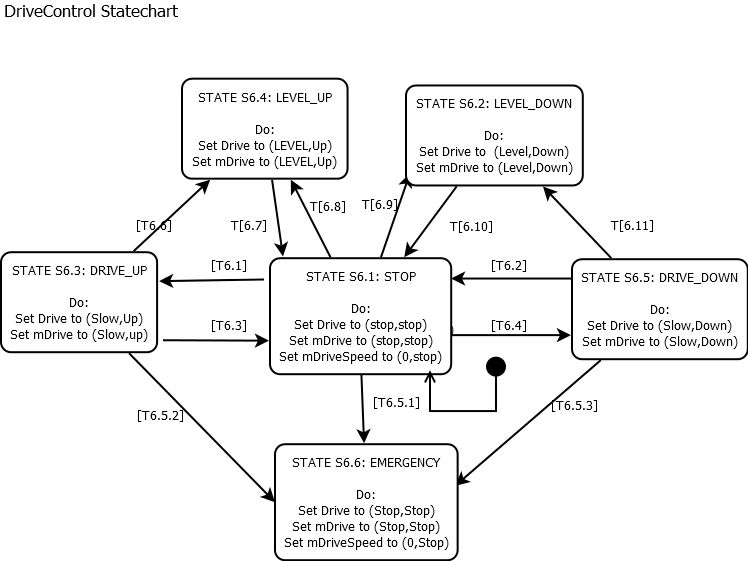 DriveControl Statechart
STATE S6.4: LEVEL_UP
Do:
Set Drive to (LEVEL,Up)
Set mDrive to (LEVEL,Up)
STATE S6.2: LEVEL_DOWN
Do:
Set Drive to  (Level,Down)
Set mDrive to (Level,Down)
[T6.6]
T[6.7]
T[6.8]
T[6.9]
T[6.10]
T[6.11]
STATE S6.3: DRIVE_UP
Do:
Set Drive to (Slow,Up)
Set mDrive to (Slow,up)
[T6.1]
[T6.3]
STATE S6.1: STOP
Do:
Set Drive to (stop,stop)
Set mDrive to (stop,stop)
Set mDriveSpeed to (0,stop)
[T6.2]
[T6.4]
STATE S6.5: DRIVE_DOWN
Do:
Set Drive to (Slow,Down)
Set mDrive to (Slow,Down)
[T6.5.2]
[T6.5.1]
[T6.5.3]
STATE S6.6: EMERGENCY
Do:
Set Drive to (Stop,Stop)
Set mDrive to (Stop,Stop)
Set mDriveSpeed to (0,Stop)